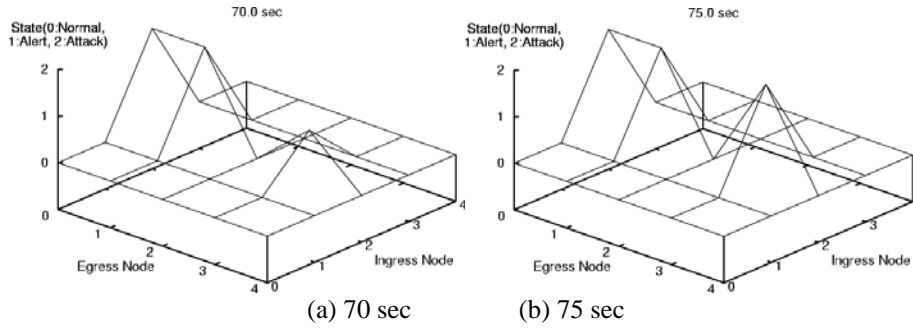 70.0 sec
State(0:Normal,
1:Alert, 2:Attack)
2
1
0
0
1
2
3
4
Egress Node
0
1
2
3
4
Ingress Node
75.0 sec
State(0:Normal,
1:Alert, 2:Attack)
2
1
0
0
1
2
3
4
Egress Node
0
1
2
3
4
Ingress Node
(a) 70 sec
(b) 75 sec